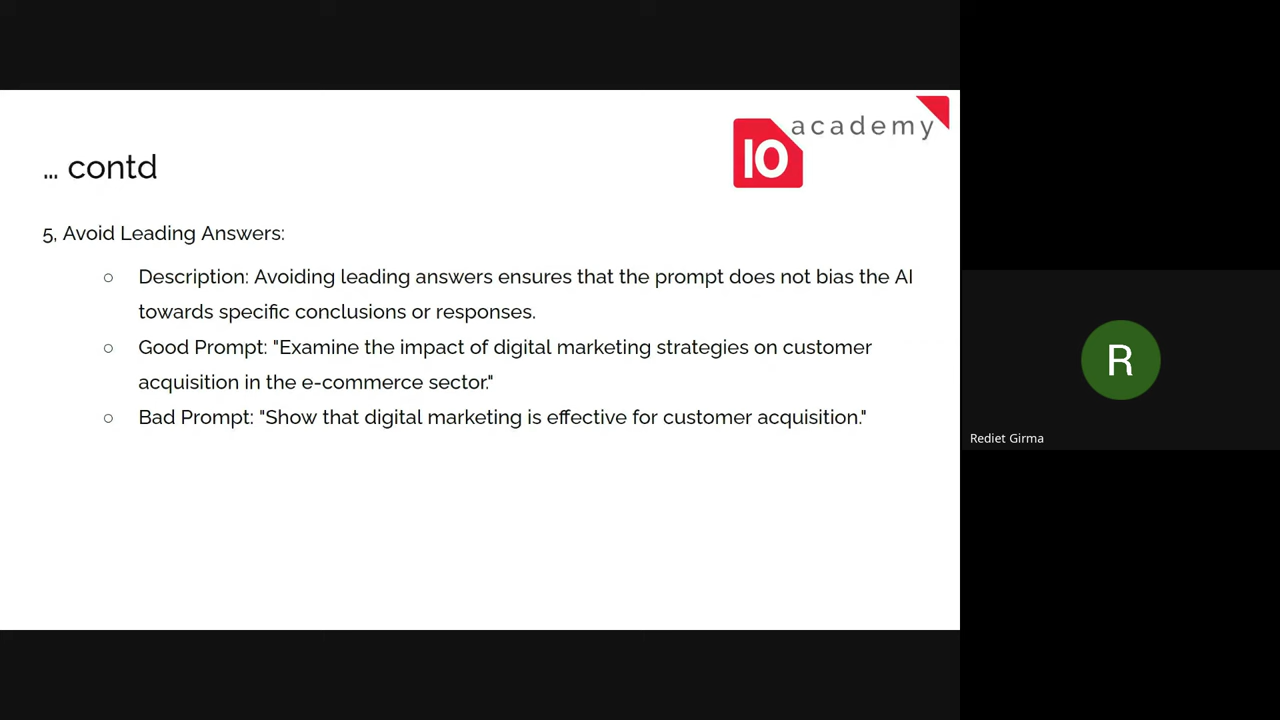 academy
10
... contd
5, Avoid Leading Answers:
○ Description: Avoiding leading answers ensures that the prompt does not bias the AI
towards specific conclusions or responses.
○ Good Prompt: "Examine the impact of digital marketing strategies on customer
acquisition in the e-commerce sector."
○ Bad Prompt: "Show that digital marketing is effective for customer acquisition."
R
Rediet Girma